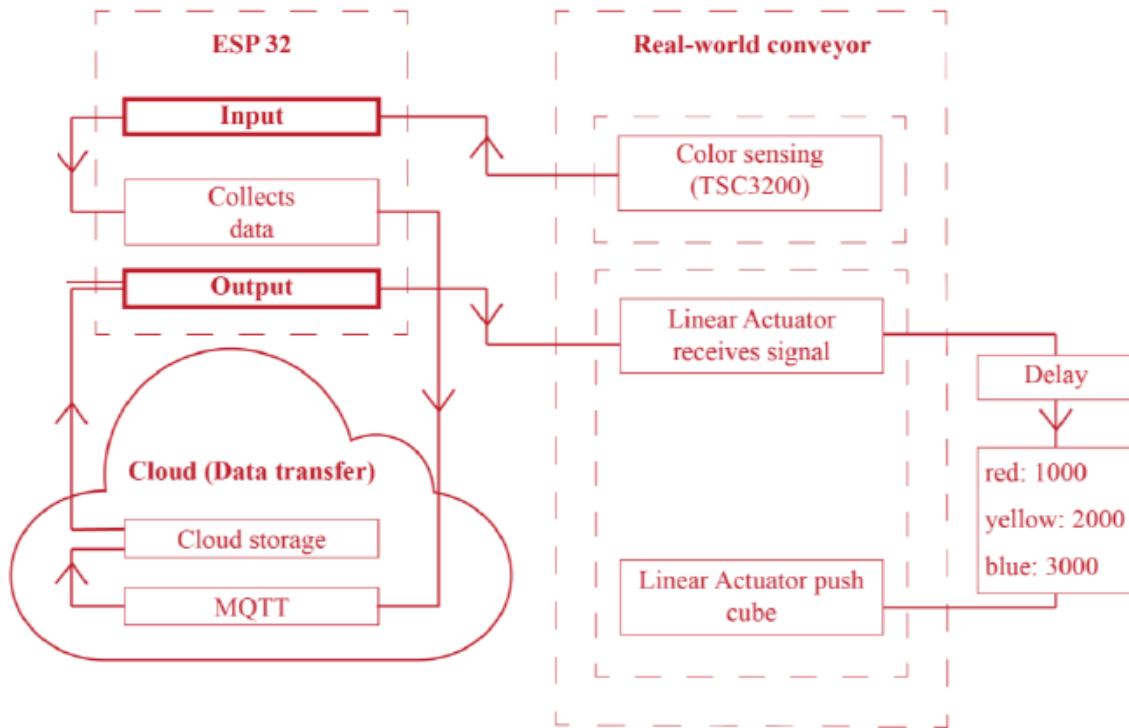 ESP 32
Input
Collects
data
Output
Cloud (Data transfer)
Cloud storage
MQTT
Real-world conveyor
Color sensing
(TSC3200)
Linear Actuator
receives signal
Delay
red: 1000
yellow: 2000
blue: 3000
Linear Actuator push
cube